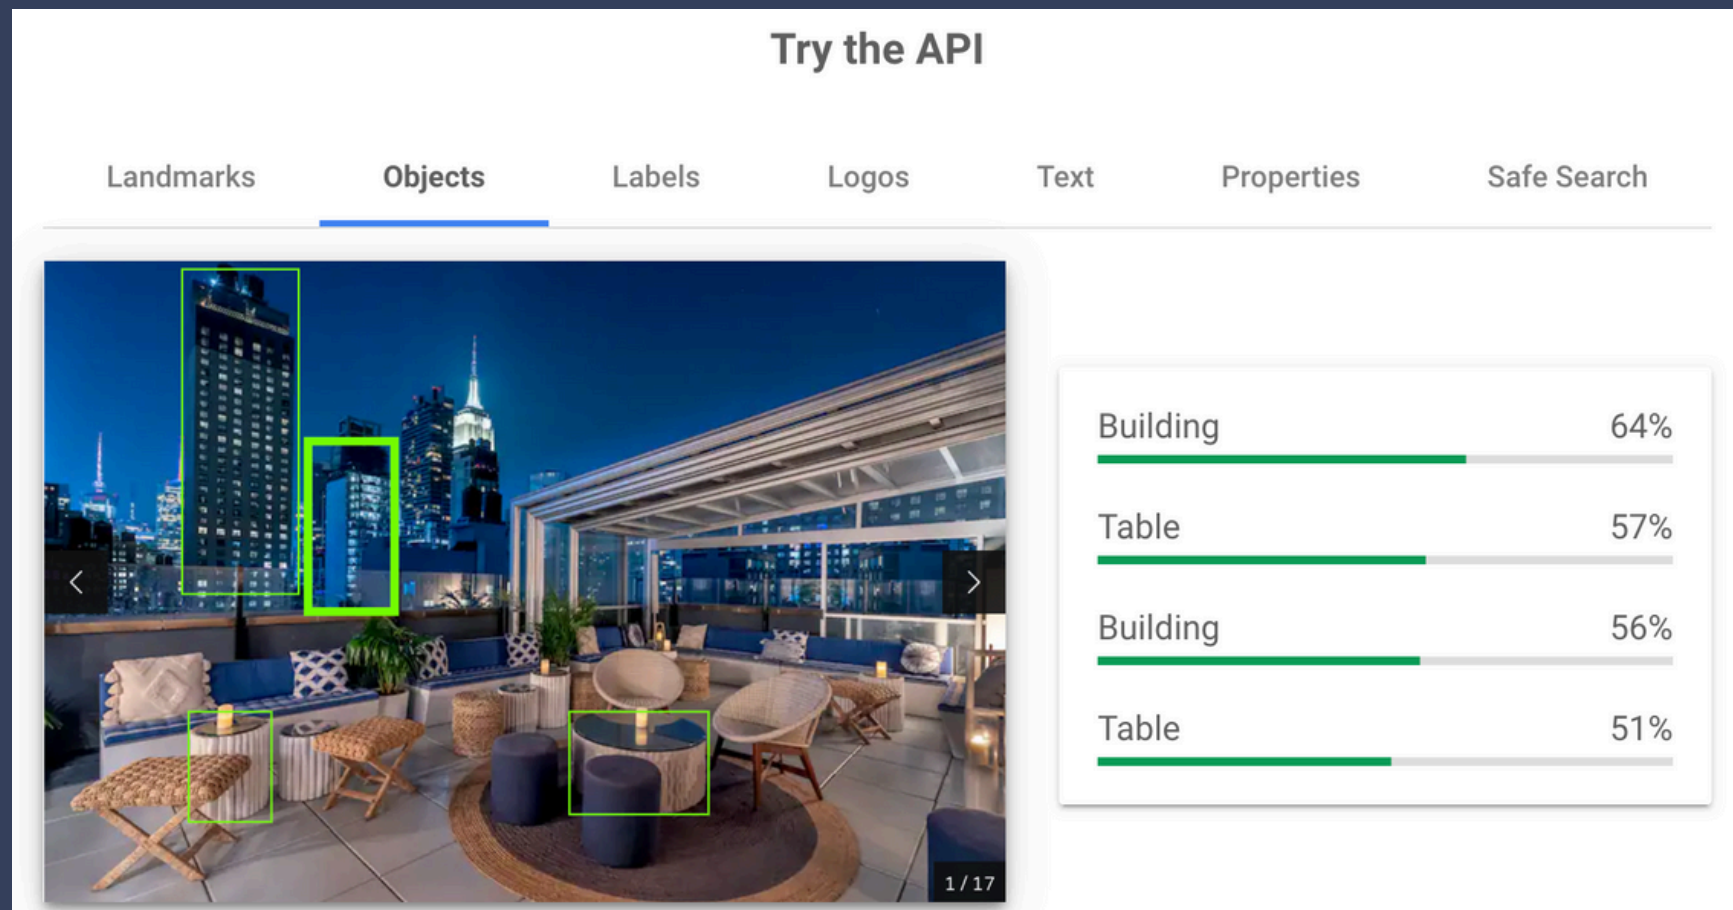 Try the API
Landmarks Objects Labels Logos Text Properties Safe Search
Building 64%
Table 57%
Building 56%
Table 51%
1 / 17